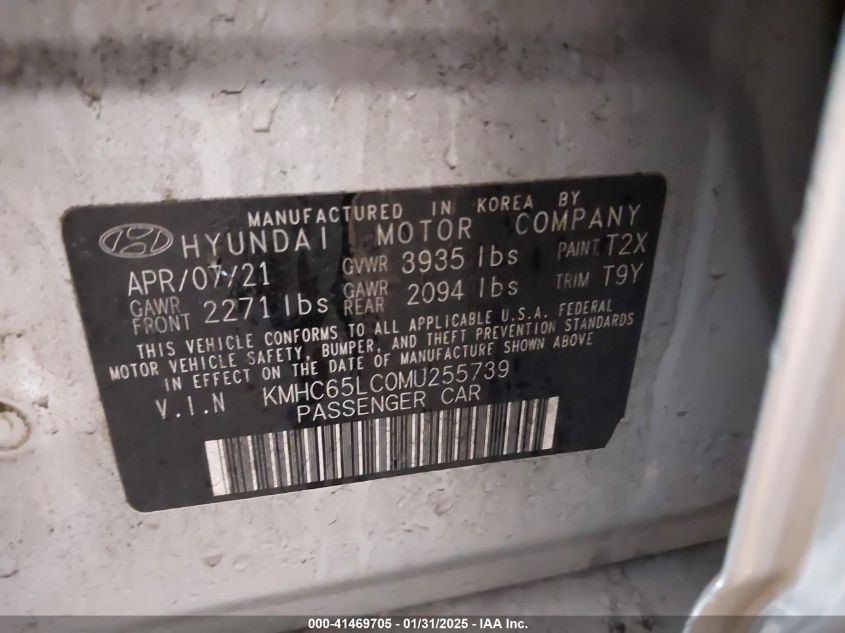 MANUFACTURED IN KOREA BY
HYUNDAI MOTOR COMPANY
APR/07/21 GVWR 3935 lbs PAINT T2X
GAWR FRONT 2271 lbs GAWR REAR 2094 lbs TRIM T9Y
THIS VEHICLE CONFORMS TO ALL APPLICABLE U.S.A. FEDERAL
MOTOR VEHICLE SAFETY, BUMPER, AND THEFT PREVENTION STANDARDS
IN EFFECT ON THE DATE OF MANUFACTURE SHOWN ABOVE
V.I.N KMHC65LC0MU255739
PASSENGER CAR
000-41469705 - 01/31/2025 - IAA Inc.